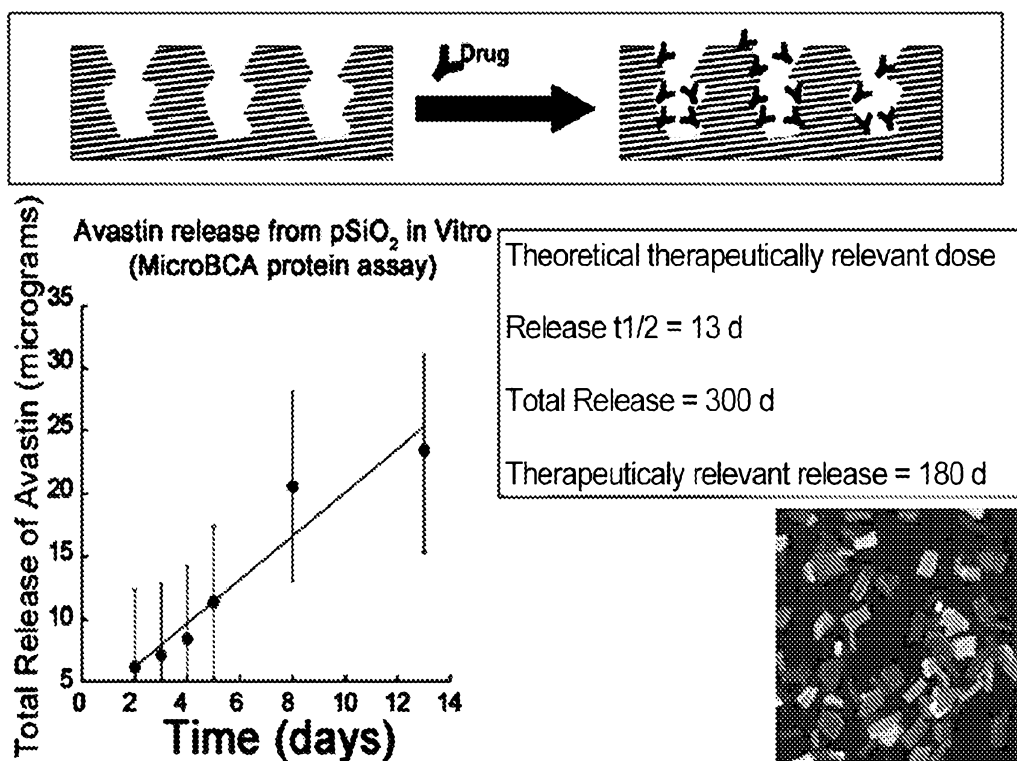 Drug
Avastin release from pSiO₂ in Vitro
(MicroBCA protein assay)
Total Release of Avastin (micrograms)
35
30
25
20
15
10
5
0
2
4
6
8
10
12
14
Time (days)
Theoretical therapeutically relevant dose
Release t1/2 = 13 d
Total Release = 300 d
Therapeuticaly relevant release = 180 d